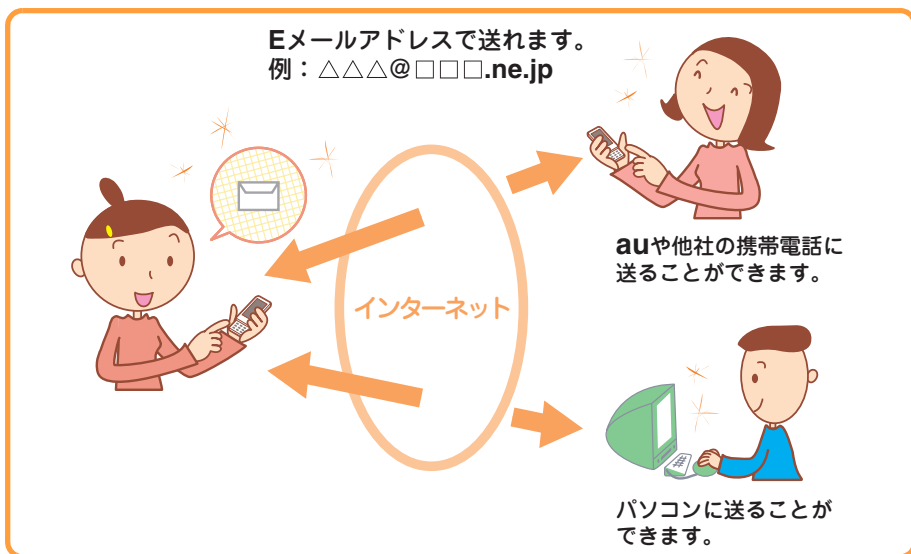 Eメールアドレスで送れます。
例：△△△@□□□.ne.jp
auや他社の携帯電話に
送ることができます。
インターネット
パソコンに送ることが
できます。